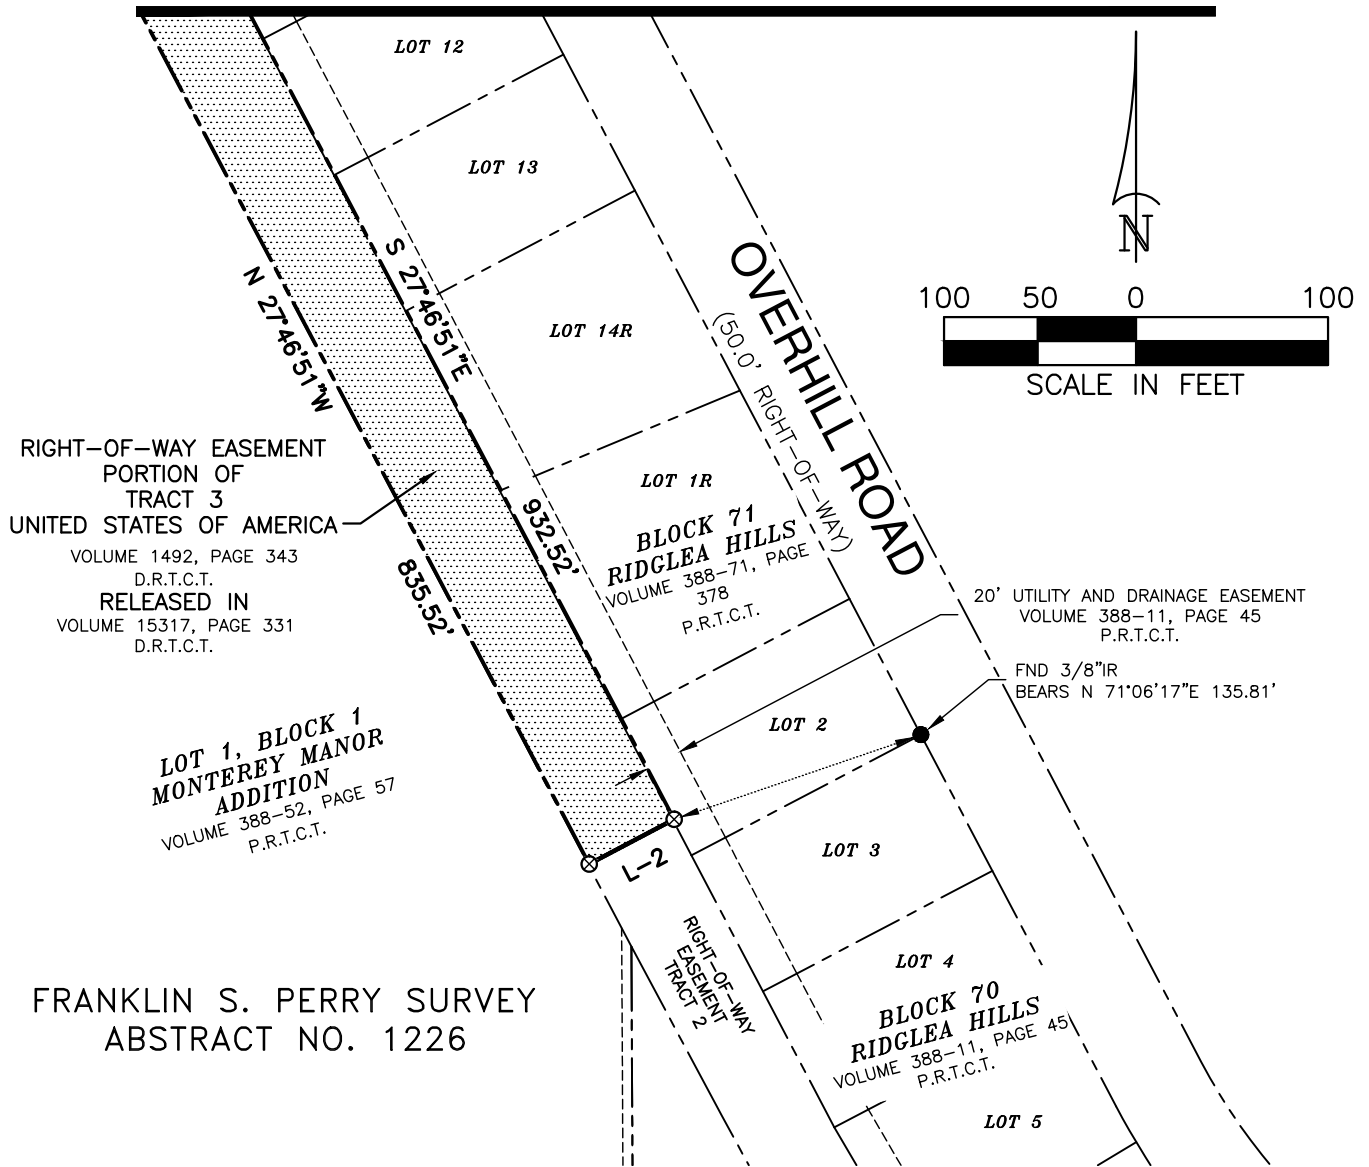 LOT 12
LOT 13
LOT 14R
LOT 1R
BLOCK 71
RIDGLEA HILLS
VOLUME 388-71, PAGE
378
P.R.T.C.T.
OVERHILL ROAD
(50.0' RIGHT-OF-WAY)
N
100 50 0 100
SCALE IN FEET
S 27°46'51"E
932.52'
N 27°46'51"W
835.52'
RIGHT-OF-WAY EASEMENT
PORTION OF
TRACT 3
UNITED STATES OF AMERICA
VOLUME 1492, PAGE 343
D.R.T.C.T.
RELEASED IN
VOLUME 15317, PAGE 331
D.R.T.C.T.
20' UTILITY AND DRAINAGE EASEMENT
VOLUME 388-11, PAGE 45
P.R.T.C.T.
FND 3/8"IR
BEARS N 71°06'17"E 135.81'
LOT 2
LOT 1, BLOCK 1
MONTEREY MANOR
ADDITION
VOLUME 388-52, PAGE 57
P.R.T.C.T.
L-2
LOT 3
RIGHT-OF-WAY
EASEMENT
TRACT 2
LOT 4
BLOCK 70
RIDGLEA HILLS
VOLUME 388-11, PAGE 45
P.R.T.C.T.
FRANKLIN S. PERRY SURVEY
ABSTRACT NO. 1226
LOT 5